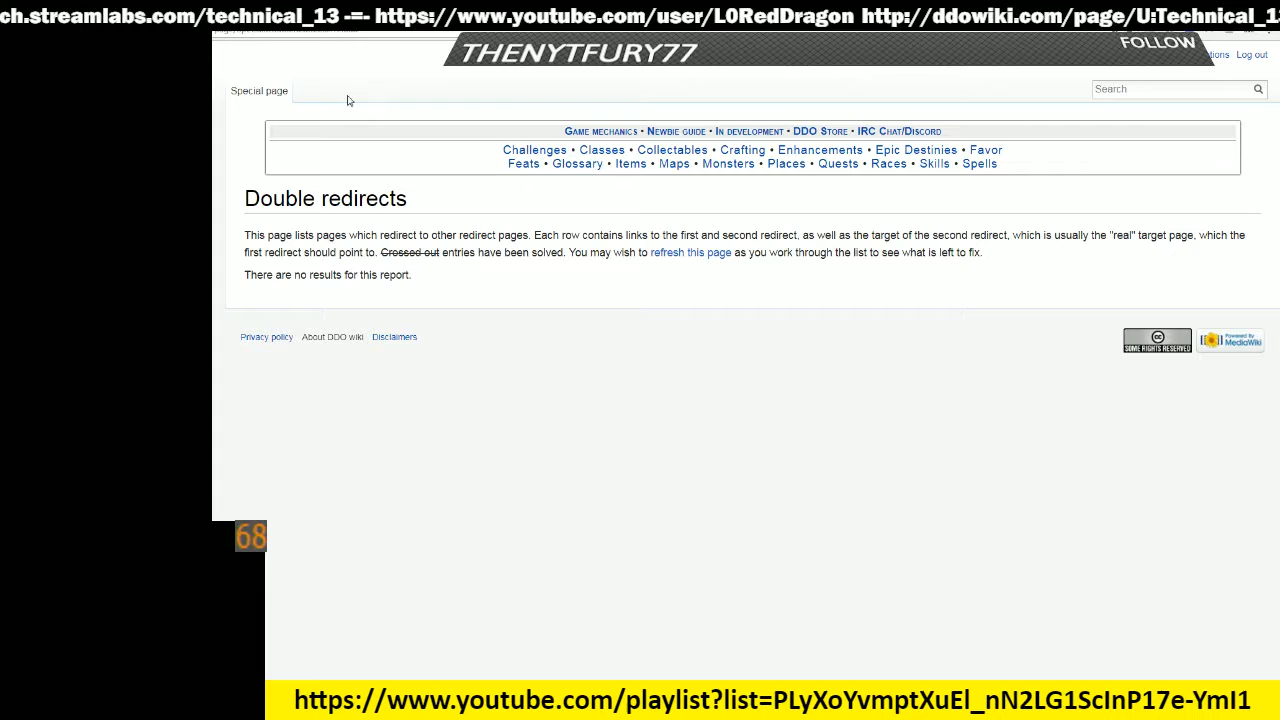 ch.streamlabs.com/technical_13 -=- https://www.youtube.com/user/L0RedDragon http://ddowiki.com/page/U:Technical_13
THENYTFURY77
FOLLOW
Log out
Special page
Search
Game mechanics • Newbie guide • In development • DDO Store • IRC Chat/Discord
Challenges • Classes • Collectables • Crafting • Enhancements • Epic Destinies • Favor
Feats • Glossary • Items • Maps • Monsters • Places • Quests • Races • Skills • Spells
Double redirects
This page lists pages which redirect to other redirect pages. Each row contains links to the first and second redirect, as well as the target of the second redirect, which is usually the "real" target page, which the
first redirect should point to. Crossed out entries have been solved. You may wish to refresh this page as you work through the list to see what is left to fix.
There are no results for this report.
Privacy policy About DDO wiki Disclaimers
SOME RIGHTS RESERVED
Powered By
MediaWiki
68
https://www.youtube.com/playlist?list=PLyXoYvmptXuEl_nN2LG1ScInP17e-YmI1